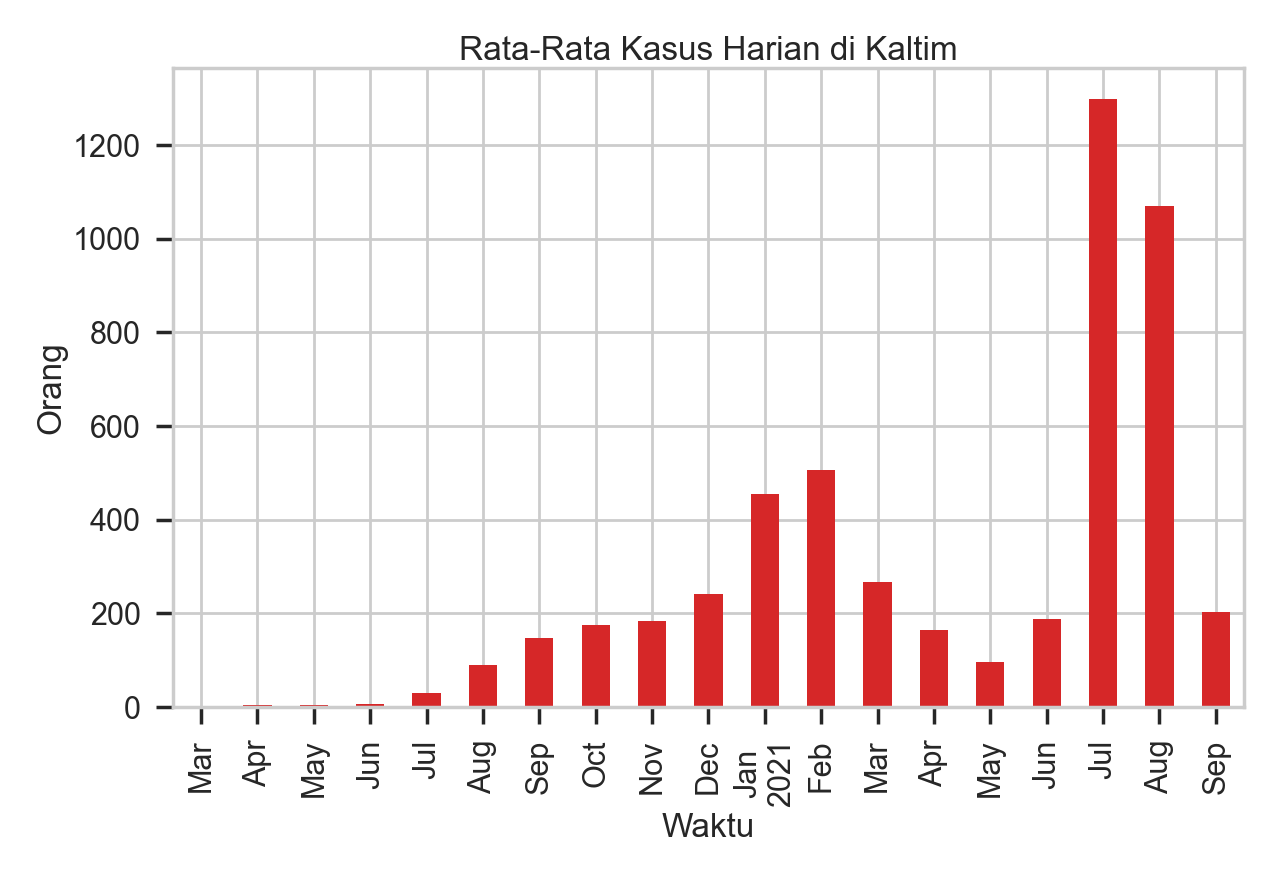 Rata-Rata Kasus Harian di Kaltim
Orang
1200
1000
800
600
400
200
0
Mar
Apr
May
Jun
Jul
Aug
Sep
Oct
Nov
Dec
Jan
2021
Feb
Mar
Apr
May
Jun
Jul
Aug
Sep
Waktu